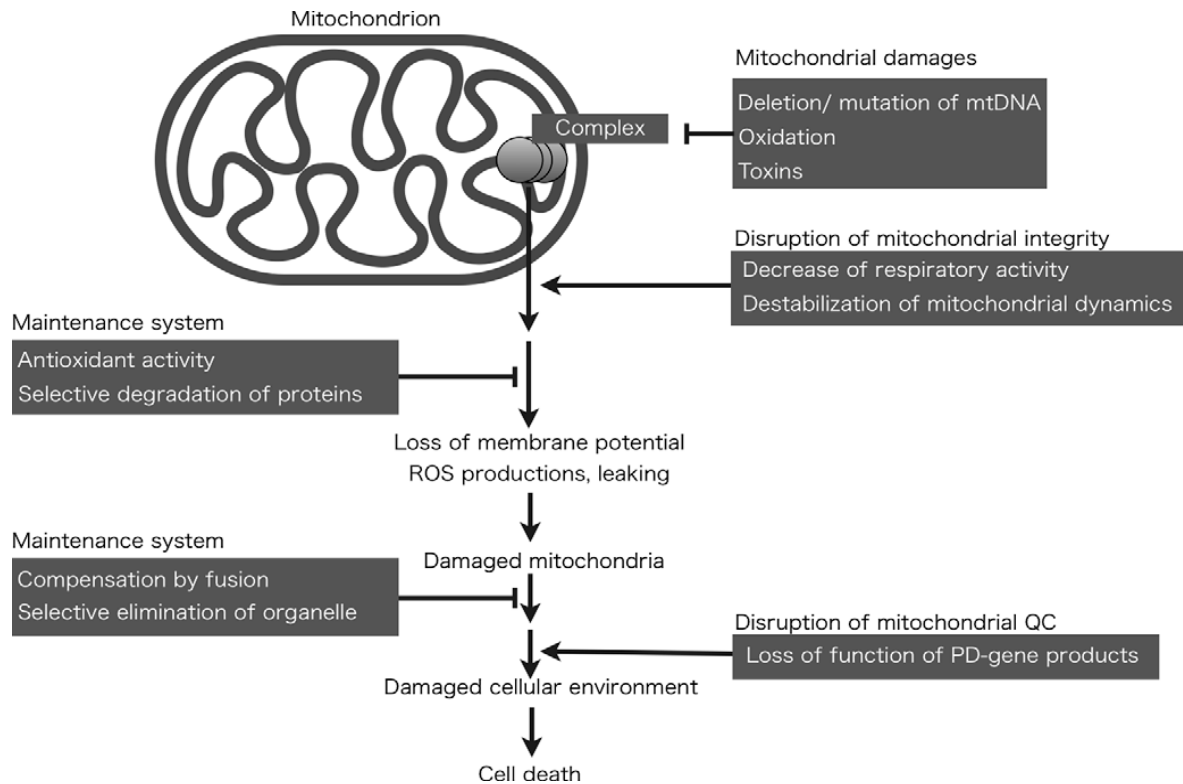 Mitochondrion
Mitochondrial damages
Deletion/ mutation of mtDNA
Complex
Oxidation
Toxins
Disruption of mitochondrial integrity
Decrease of respiratory activity
Destabilization of mitochondrial dynamics
Maintenance system
Antioxidant activity
Selective degradation of proteins
Loss of membrane potential
ROS productions, leaking
Maintenance system
Damaged mitochondria
Compensation by fusion
Selective elimination of organelle
Disruption of mitochondrial QC
Loss of function of PD-gene products
Damaged cellular environment
Cell death